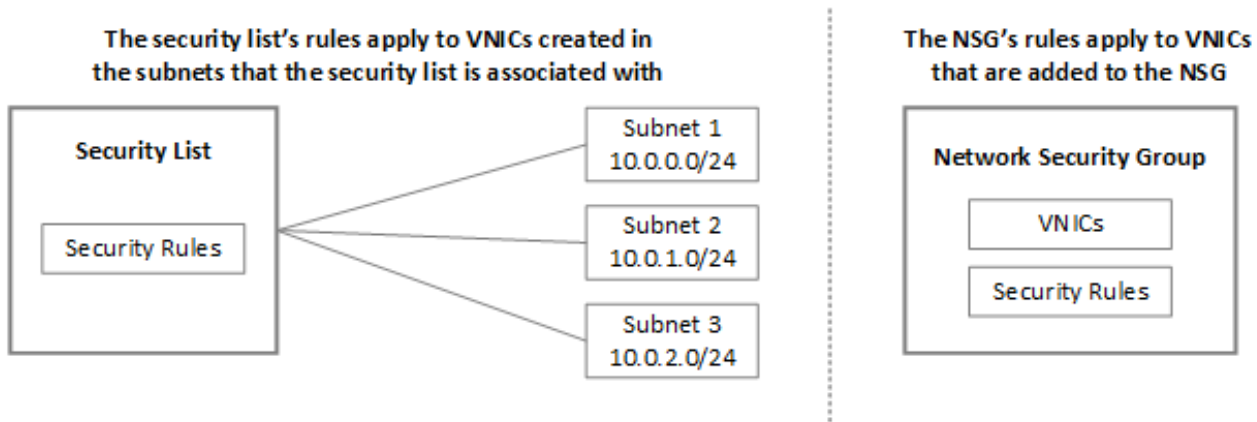 The security list's rules apply to VNICs created in
the subnets that the security list is associated with
Security List
Security Rules
Subnet 1
10.0.0.0/24
Subnet 2
10.0.1.0/24
Subnet 3
10.0.2.0/24
The NSG's rules apply to VNICs
that are added to the NSG
Network Security Group
VNICs
Security Rules